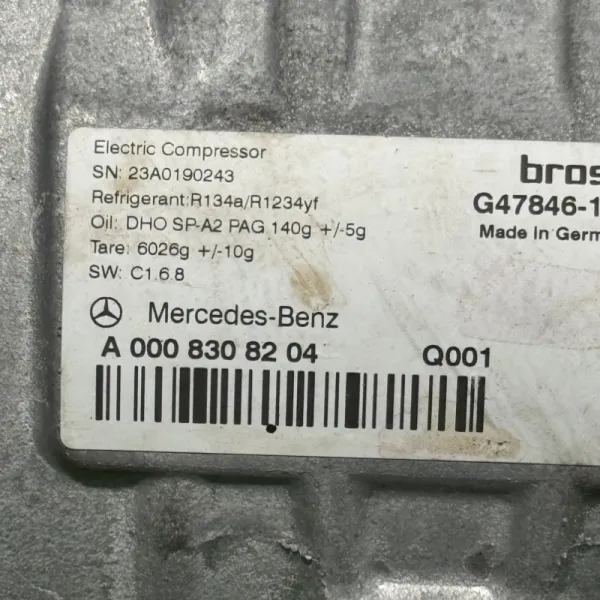 Electric Compressor
SN: 23A0190243
Refrigerant:R134a/R1234yf
Oil: DHO SP-A2 PAG 140g +/-5g
Tare: 6026g +/-10g
SW: C1.6.8
bros
G47846-1
Made In Germ
Mercedes-Benz
A 000 830 82 04 Q001